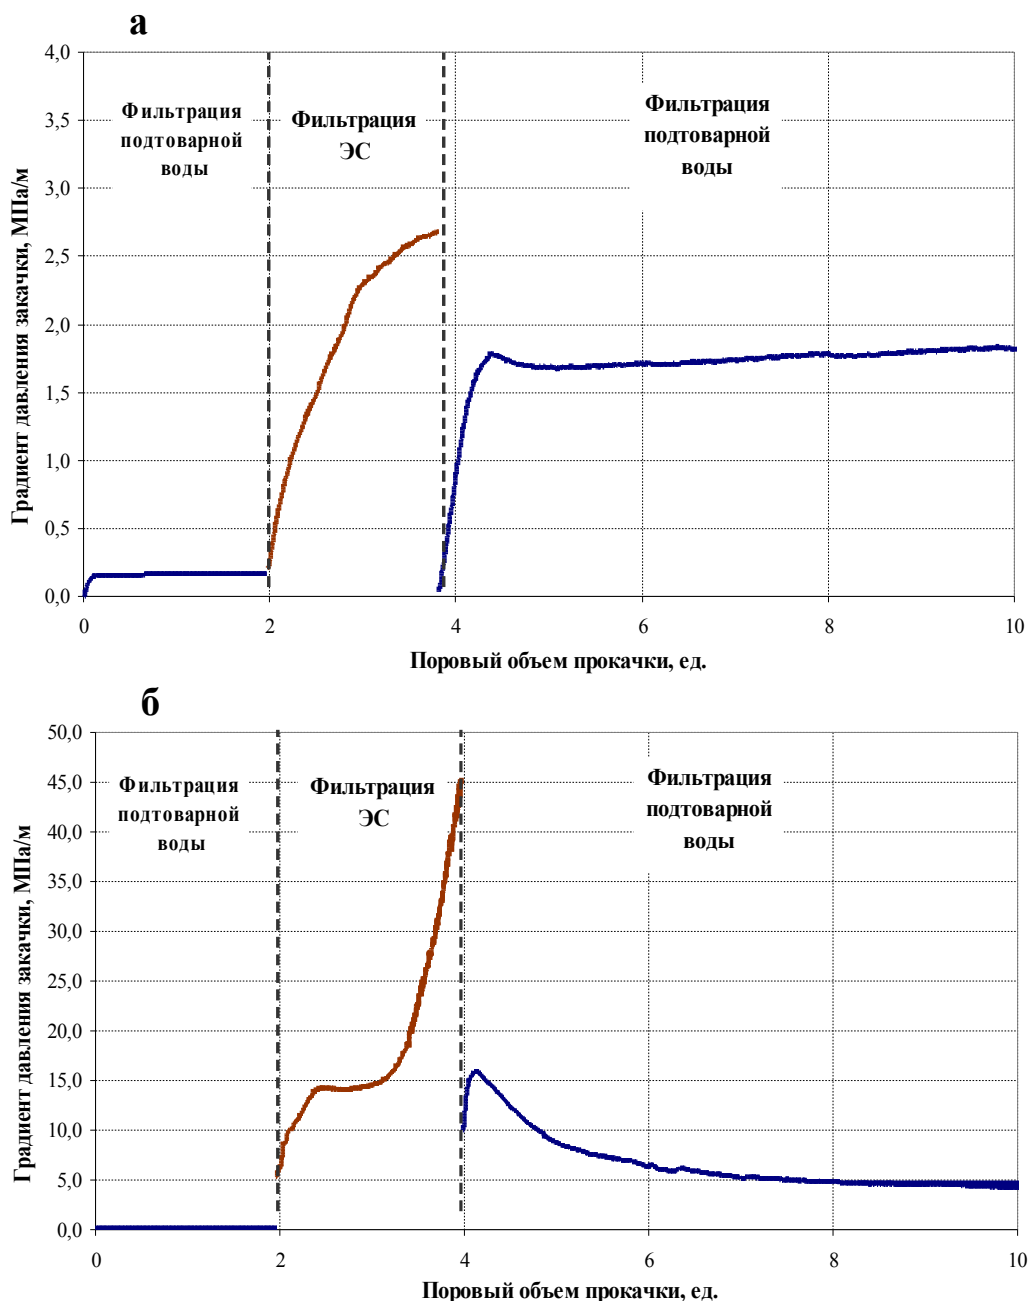 а
4,0
3,5
3,0
2,5
2,0
1,5
1,0
0,5
0,0
Градиент давления закачки, МПа/м
Фильтрация
подтоварной
воды
Фильтрация
ЭС
Фильтрация
подтоварной
воды
0 2 4 6 8 10
Поровый объем прокачки, ед.
б
50,0
45,0
40,0
35,0
30,0
25,0
20,0
15,0
10,0
5,0
0,0
Градиент давления закачки, МПа/м
Фильтрация
подтоварной
воды
Фильтрация
ЭС
Фильтрация
подтоварной
воды
0 2 4 6 8 10
Поровый объем прокачки, ед.